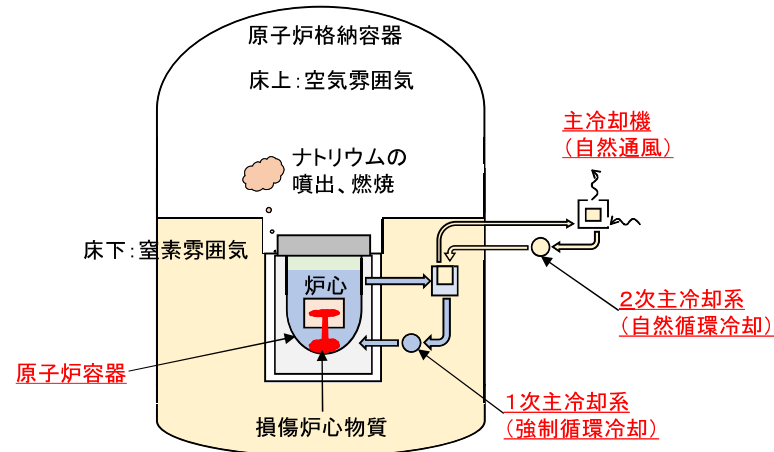 原子炉格納容器
床上：空気雰囲気
主冷却機
（自然通風）
ナトリウムの
噴出、燃焼
床下：窒素雰囲気
炉心
２次主冷却系
（自然循環冷却）
原子炉容器
１次主冷却系
（強制循環冷却）
損傷炉心物質